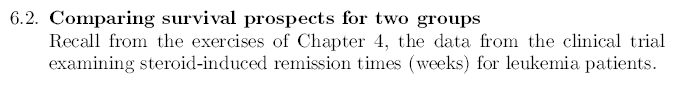 6.2. Comparing survival prospects for two groups
Recall from the exercises of Chapter 4, the data from the clinical trial
examining steroid-induced remission times (weeks) for leukemia patients.